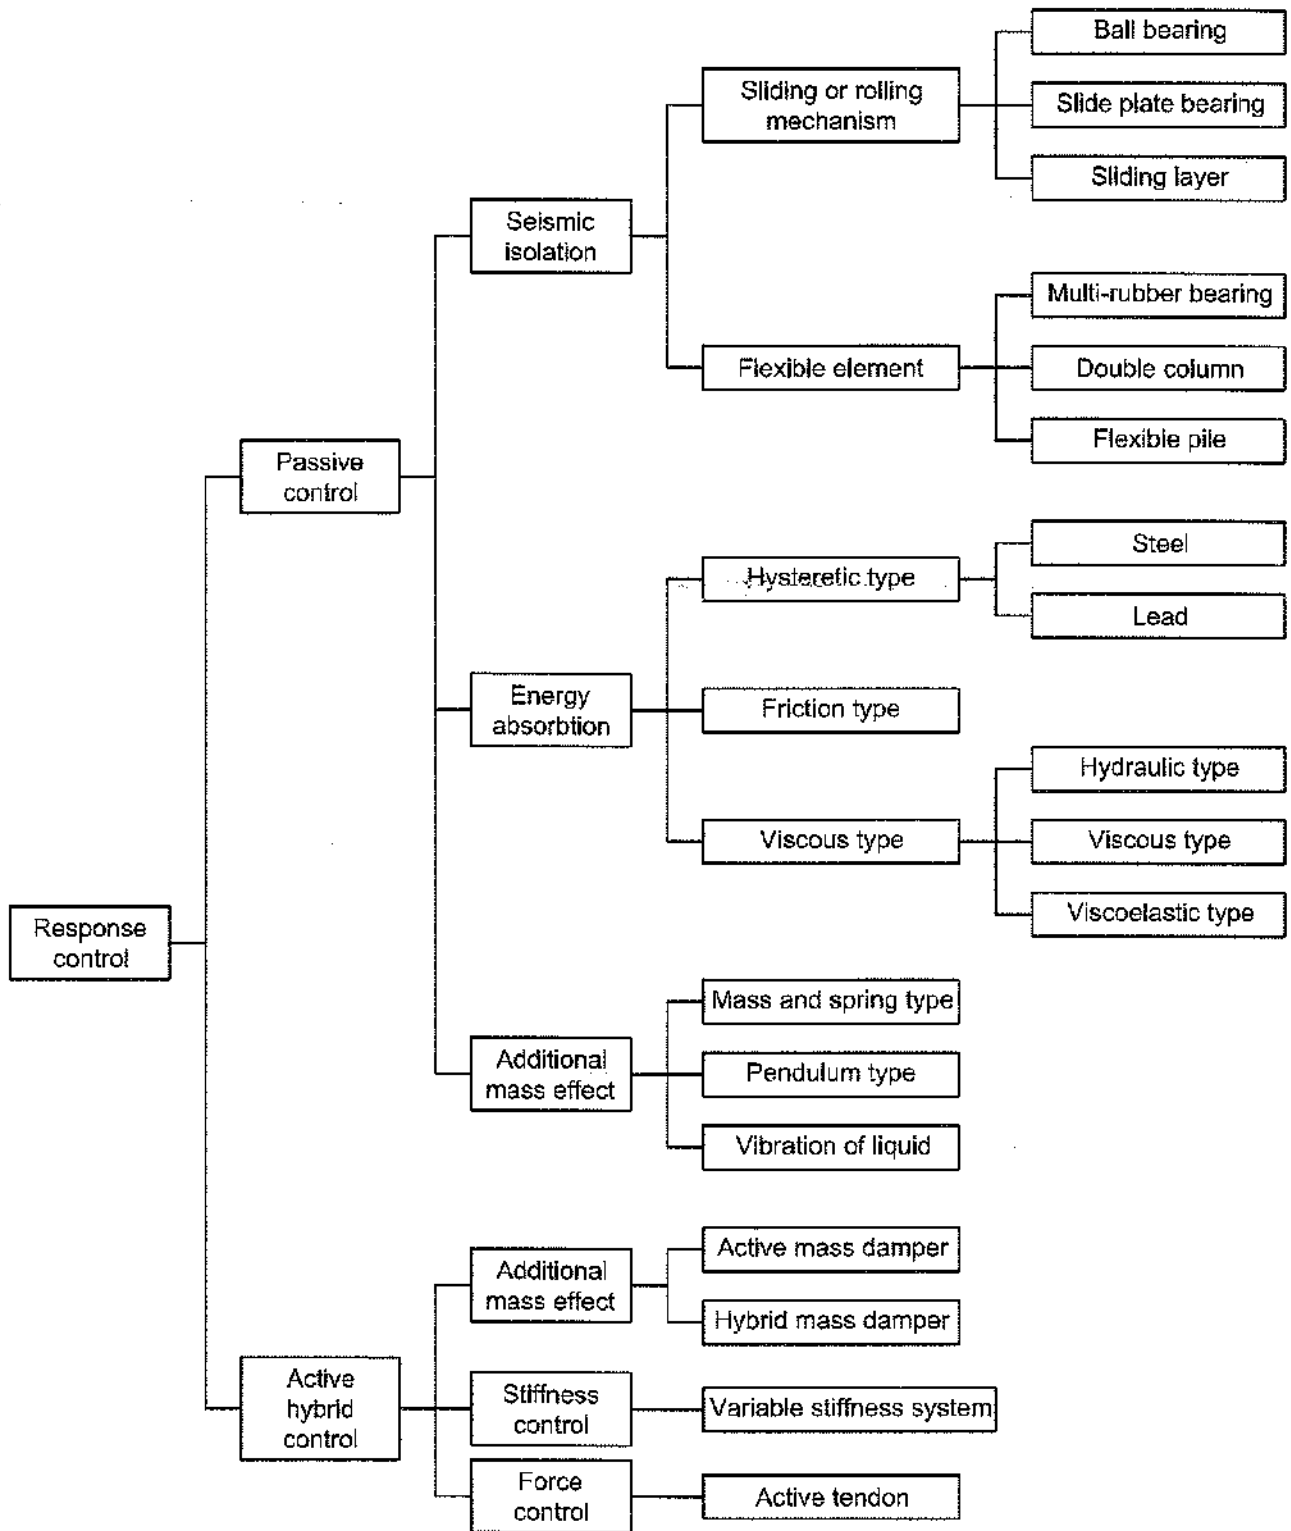 Ball bearing
Sliding or rolling
mechanism
Slide plate bearing
Sliding layer
Seismic
isolation
Multi-rubber bearing
Flexible element
Double column
Flexible pile
Passive
control
Steel
Hysteretic type
Lead
Energy
absorbtion
Friction type
Hydraulic type
Viscous type
Viscous type
Viscoelastic type
Response
control
Mass and spring type
Additional
mass effect
Pendulum type
Vibration of liquid
Active mass damper
Additional
mass effect
Hybrid mass damper
Active
hybrid
control
Stiffness
control
Variable stiffness system
Force
control
Active tendon